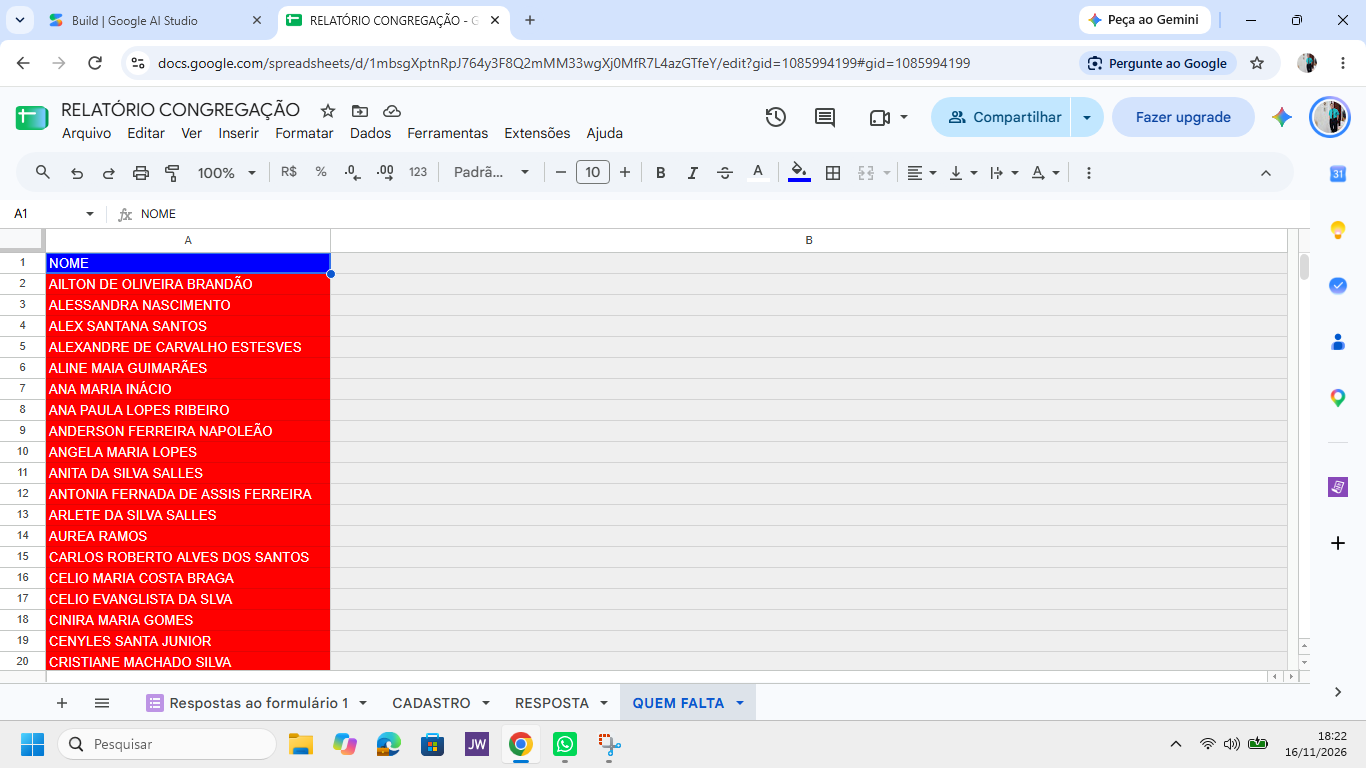 Build | Google AI Studio
RELATÓRIO CONGREGAÇÃO - G
Peça ao Gemini
docs.google.com/spreadsheets/d/1mbsgXptnRpJ764y3F8Q2mMM33wgXj0MfR7L4azGTfeY/edit?gid=1085994199#gid=1085994199
Pergunte ao Google
RELATÓRIO CONGREGAÇÃO
Arquivo Editar Ver Inserir Formatar Dados Ferramentas Extensões Ajuda
Compartilhar
Fazer upgrade
100% R$ % .0 .00 123 Padrã... 10 B I S A A
31
A1 fx NOME
A B
1 NOME
2 AILTON DE OLIVEIRA BRANDÃO
3 ALESSANDRA NASCIMENTO
4 ALEX SANTANA SANTOS
5 ALEXANDRE DE CARVALHO ESTESVES
6 ALINE MAIA GUIMARÃES
7 ANA MARIA INÁCIO
8 ANA PAULA LOPES RIBEIRO
9 ANDERSON FERREIRA NAPOLEÃO
10 ANGELA MARIA LOPES
11 ANITA DA SILVA SALLES
12 ANTONIA FERNADA DE ASSIS FERREIRA
13 ARLETE DA SILVA SALLES
14 AUREA RAMOS
15 CARLOS ROBERTO ALVES DOS SANTOS
16 CELIO MARIA COSTA BRAGA
17 CELIO EVANGLISTA DA SLVA
18 CINIRA MARIA GOMES
19 CENYLES SANTA JUNIOR
20 CRISTIANE MACHADO SILVA
Respostas ao formulário 1 CADASTRO RESPOSTA QUEM FALTA
Pesquisar
JW
18:22
16/11/2026